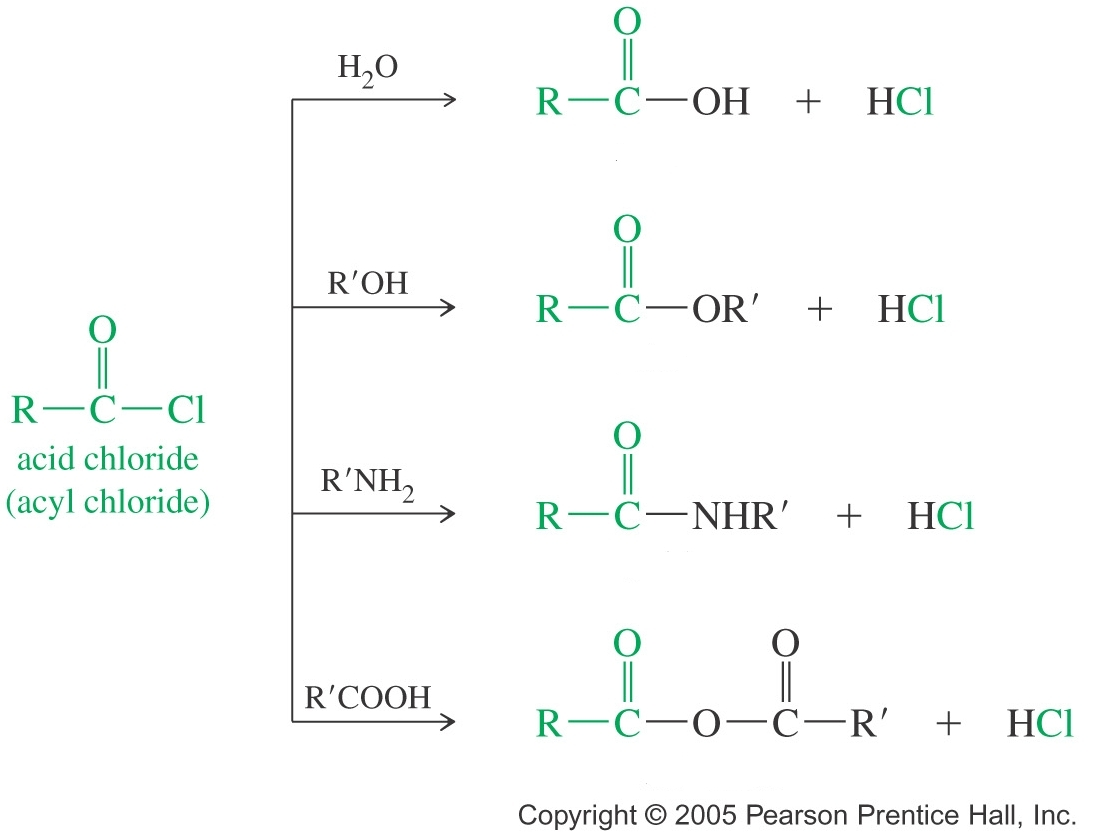 H₂O
O
R—C—OH + HCl
R′OH
O
R—C—OR′ + HCl
O
R—C—Cl
acid chloride
(acyl chloride)
R′NH₂
O
R—C—NHR′ + HCl
R′COOH
O O
R—C—O—C—R′ + HCl
Copyright © 2005 Pearson Prentice Hall, Inc.